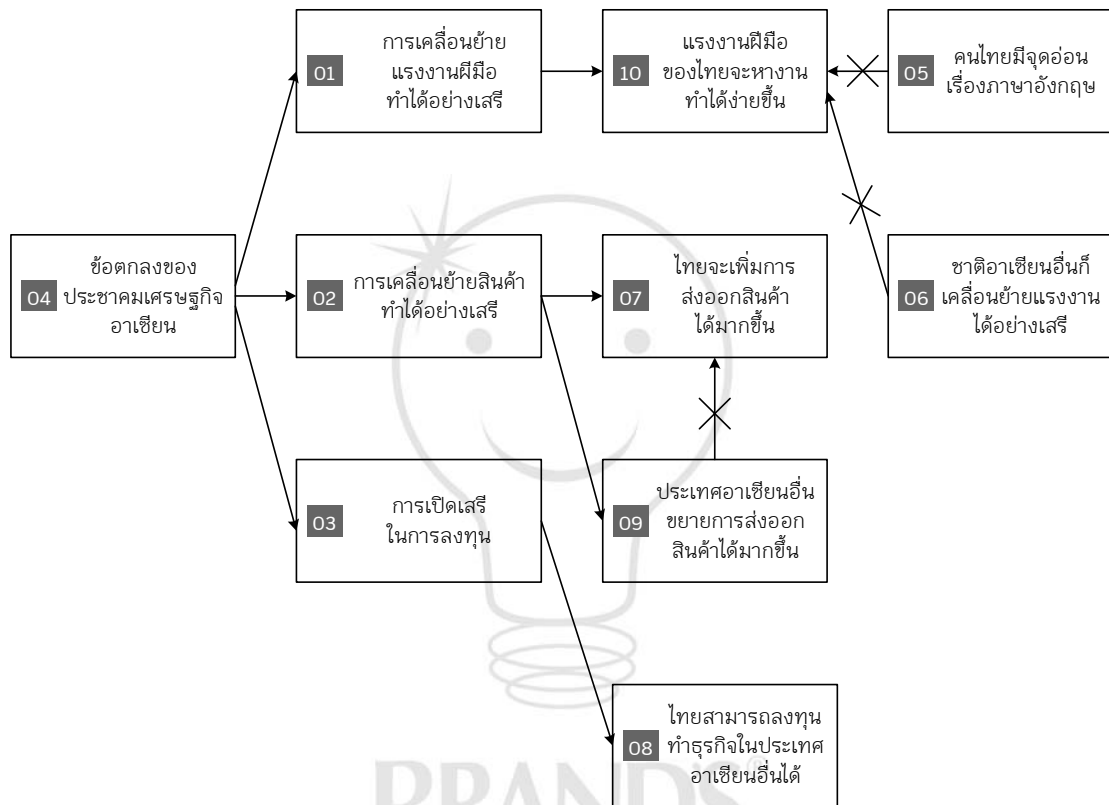 01
การเคลื่อนย้าย
แรงงานฝีมือ
ทำได้อย่างเสรี
10
แรงงานฝีมือ
ของไทยจะหางาน
ทำได้ง่ายขึ้น
05
คนไทยมีจุดอ่อน
เรื่องภาษาอังกฤษ
04
ข้อตกลงของ
ประชาคมเศรษฐกิจ
อาเซียน
02
การเคลื่อนย้ายสินค้า
ทำได้อย่างเสรี
07
ไทยจะเพิ่มการ
ส่งออกสินค้า
ได้มากขึ้น
06
ชาติอาเซียนอื่นก็
เคลื่อนย้ายแรงงาน
ได้อย่างเสรี
03
การเปิดเสรี
ในการลงทุน
09
ประเทศอาเซียนอื่น
ขยายการส่งออก
สินค้าได้มากขึ้น
08
ไทยสามารถลงทุน
ทำธุรกิจในประเทศ
อาเซียนอื่นได้
BRAND'S®